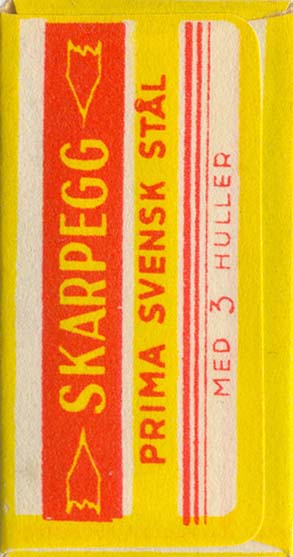 SKARPEGG
PRIMA SVENSK STÅL
MED 3 HULLER